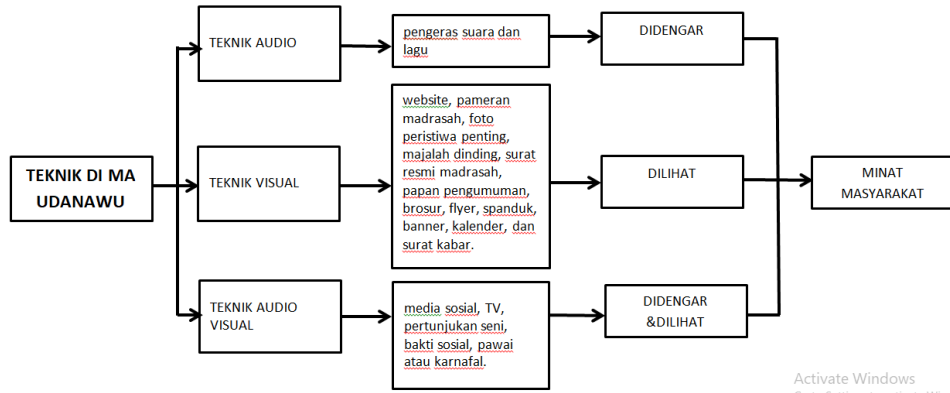 TEKNIK DI MA
UDANAWU
TEKNIK AUDIO
pengeras suara dan
lagu
DIDENGAR
TEKNIK VISUAL
website, pameran
madrasah, foto
peristiwa penting,
majalah dinding, surat
resmi madrasah,
papan pengumuman,
brosur, flyer, spanduk,
banner, kalender, dan
surat kabar.
DILIHAT
TEKNIK AUDIO
VISUAL
media sosial, TV,
pertunjukan seni,
bakti sosial, pawai
atau karnafal.
DIDENGAR
&DILIHAT
MINAT
MASYARAKAT
Activate Windows